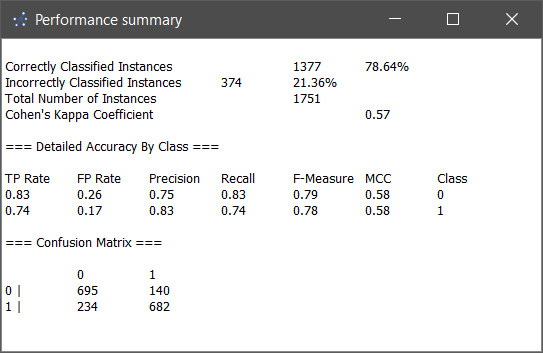 Performance summary
Correctly Classified Instances 1377 78.64%
Incorrectly Classified Instances 374 21.36%
Total Number of Instances 1751
Cohen's Kappa Coefficient 0.57
=== Detailed Accuracy By Class ===
TP Rate FP Rate Precision Recall F-Measure MCC Class
0.83 0.26 0.75 0.83 0.79 0.58 0
0.74 0.17 0.83 0.74 0.78 0.58 1
=== Confusion Matrix ===
0 1
0 | 695 140
1 | 234 682